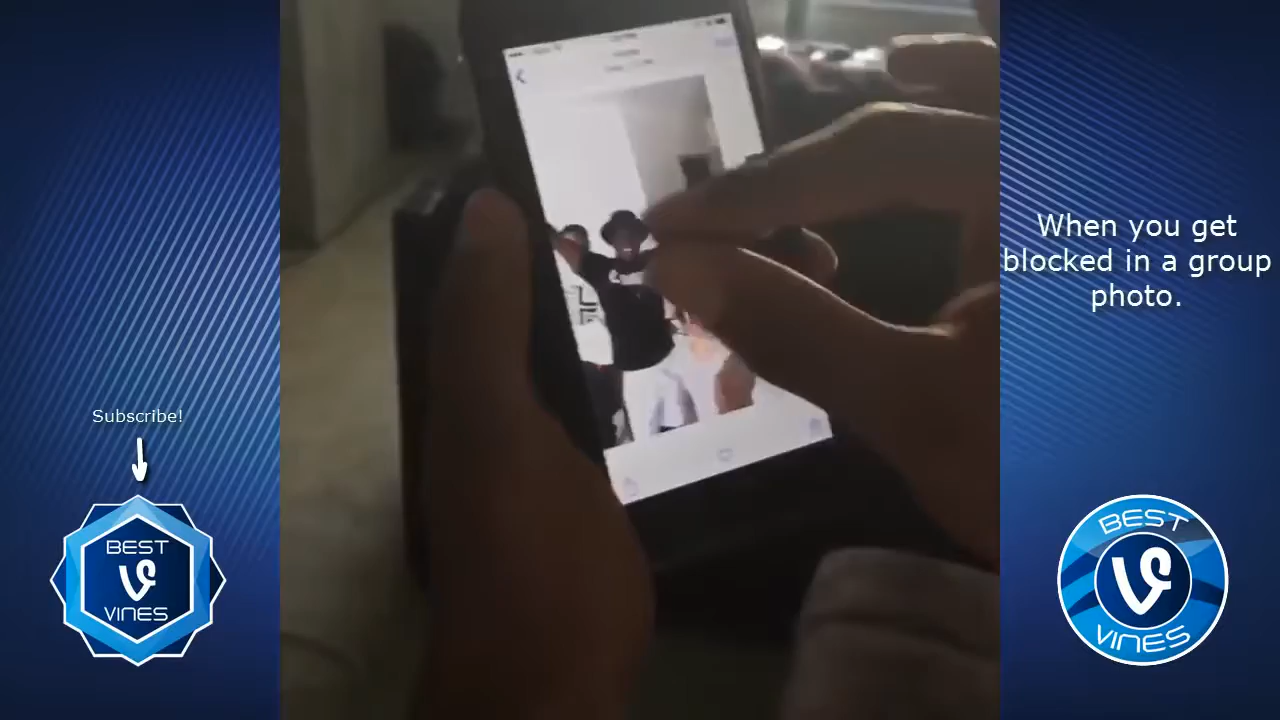 When you get
blocked in a group
photo.
Subscribe!
BEST
VINES
BEST
VINES